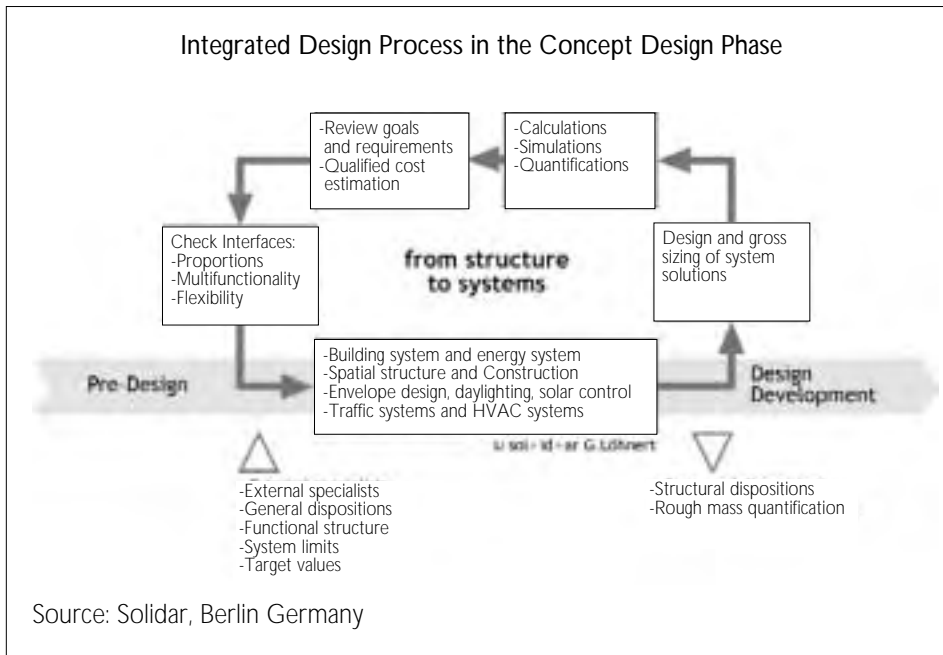 Integrated Design Process in the Concept Design Phase
-Review goals
and requirements
-Qualified cost
estimation
-Calculations
-Simulations
-Quantifications
Check Interfaces:
-Proportions
-Multifunctionality
-Flexibility
from structure
to systems
Design and gross
sizing of system
solutions
Pre-Design
-Building system and energy system
-Spatial structure and Construction
-Envelope design, daylighting, solar control
-Traffic systems and HVAC systems
Design
Development
sol-id-ar G.Löhnert
-External specialists
-General dispositions
-Functional structure
-System limits
-Target values
-Structural dispositions
-Rough mass quantification
Source: Solidar, Berlin Germany